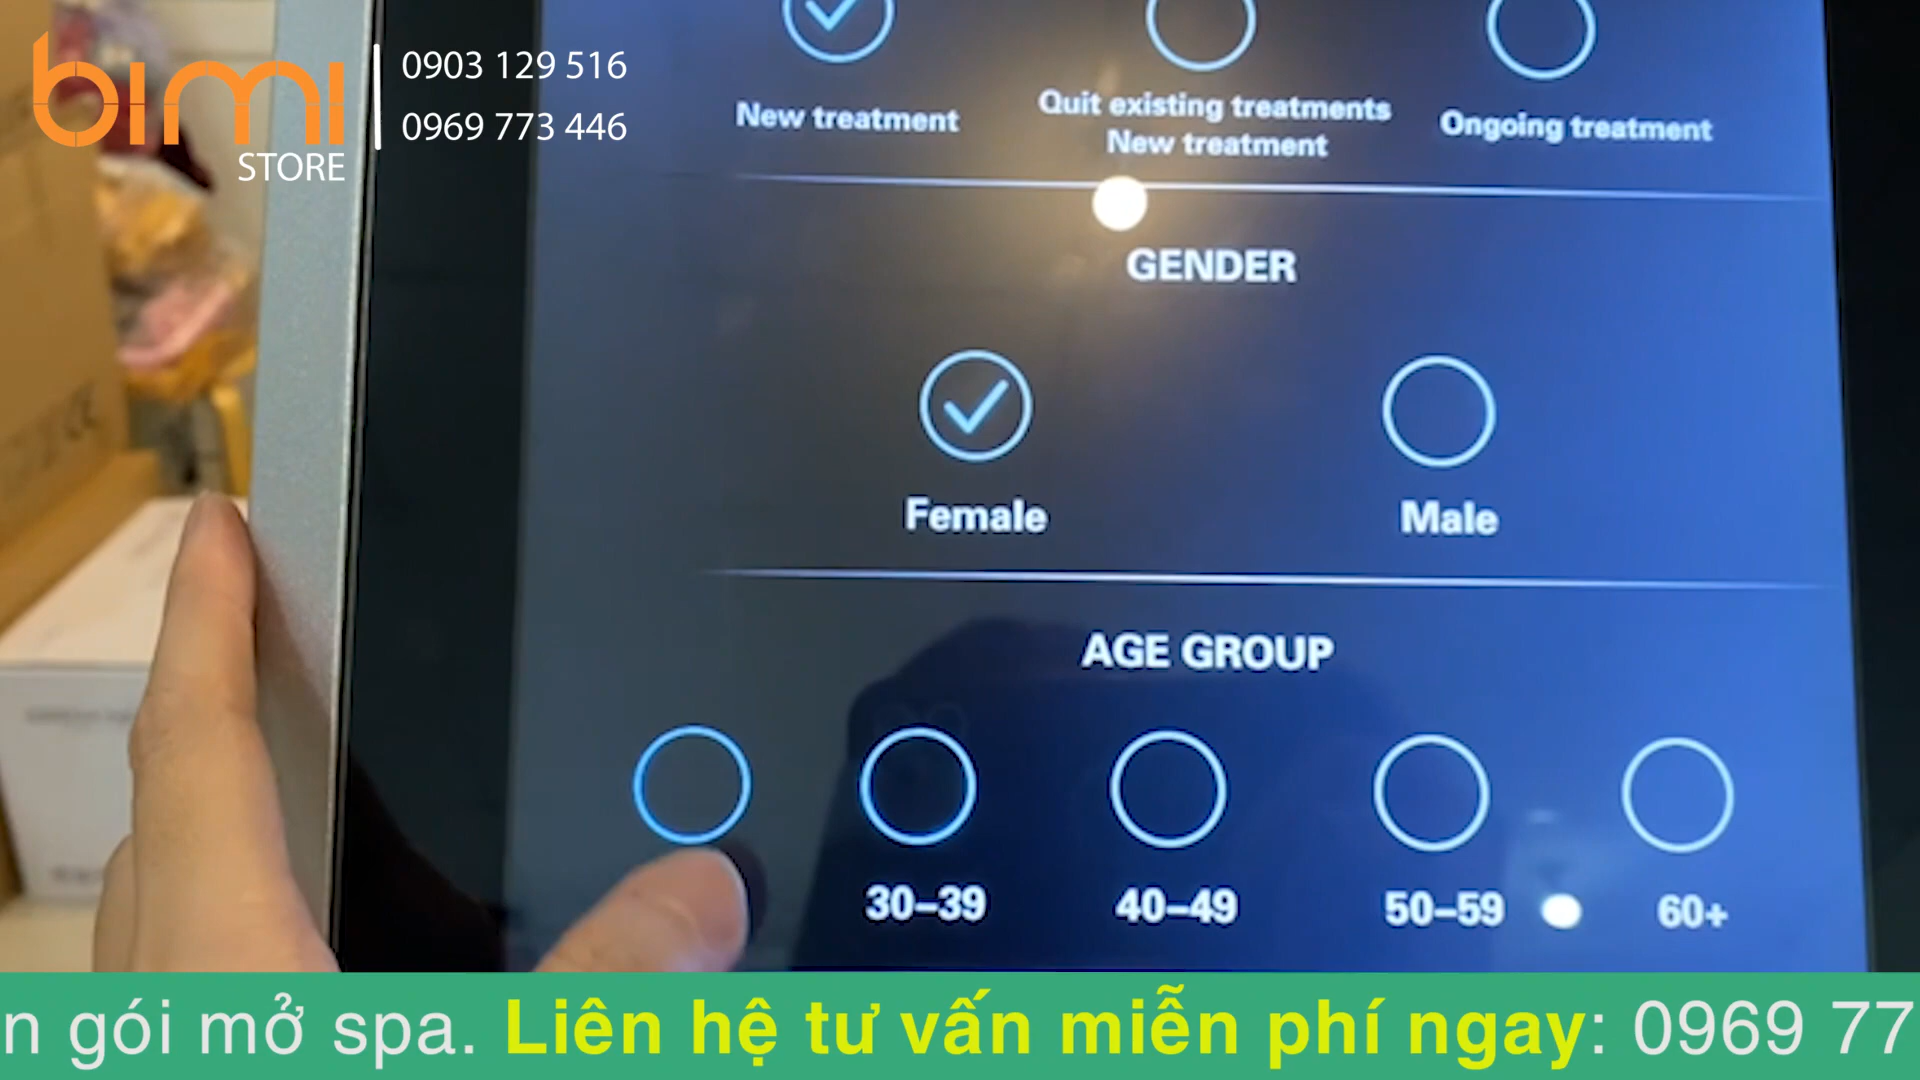 bimi
STORE
0903 129 516
0969 773 446
New treatment
Quit existing treatments
New treatment
Ongoing treatment
GENDER
Female
Male
AGE GROUP
30–39
40–49
50–59
60+
n gói mở spa. Liên hệ tư vấn miễn phí ngay: 0969 77